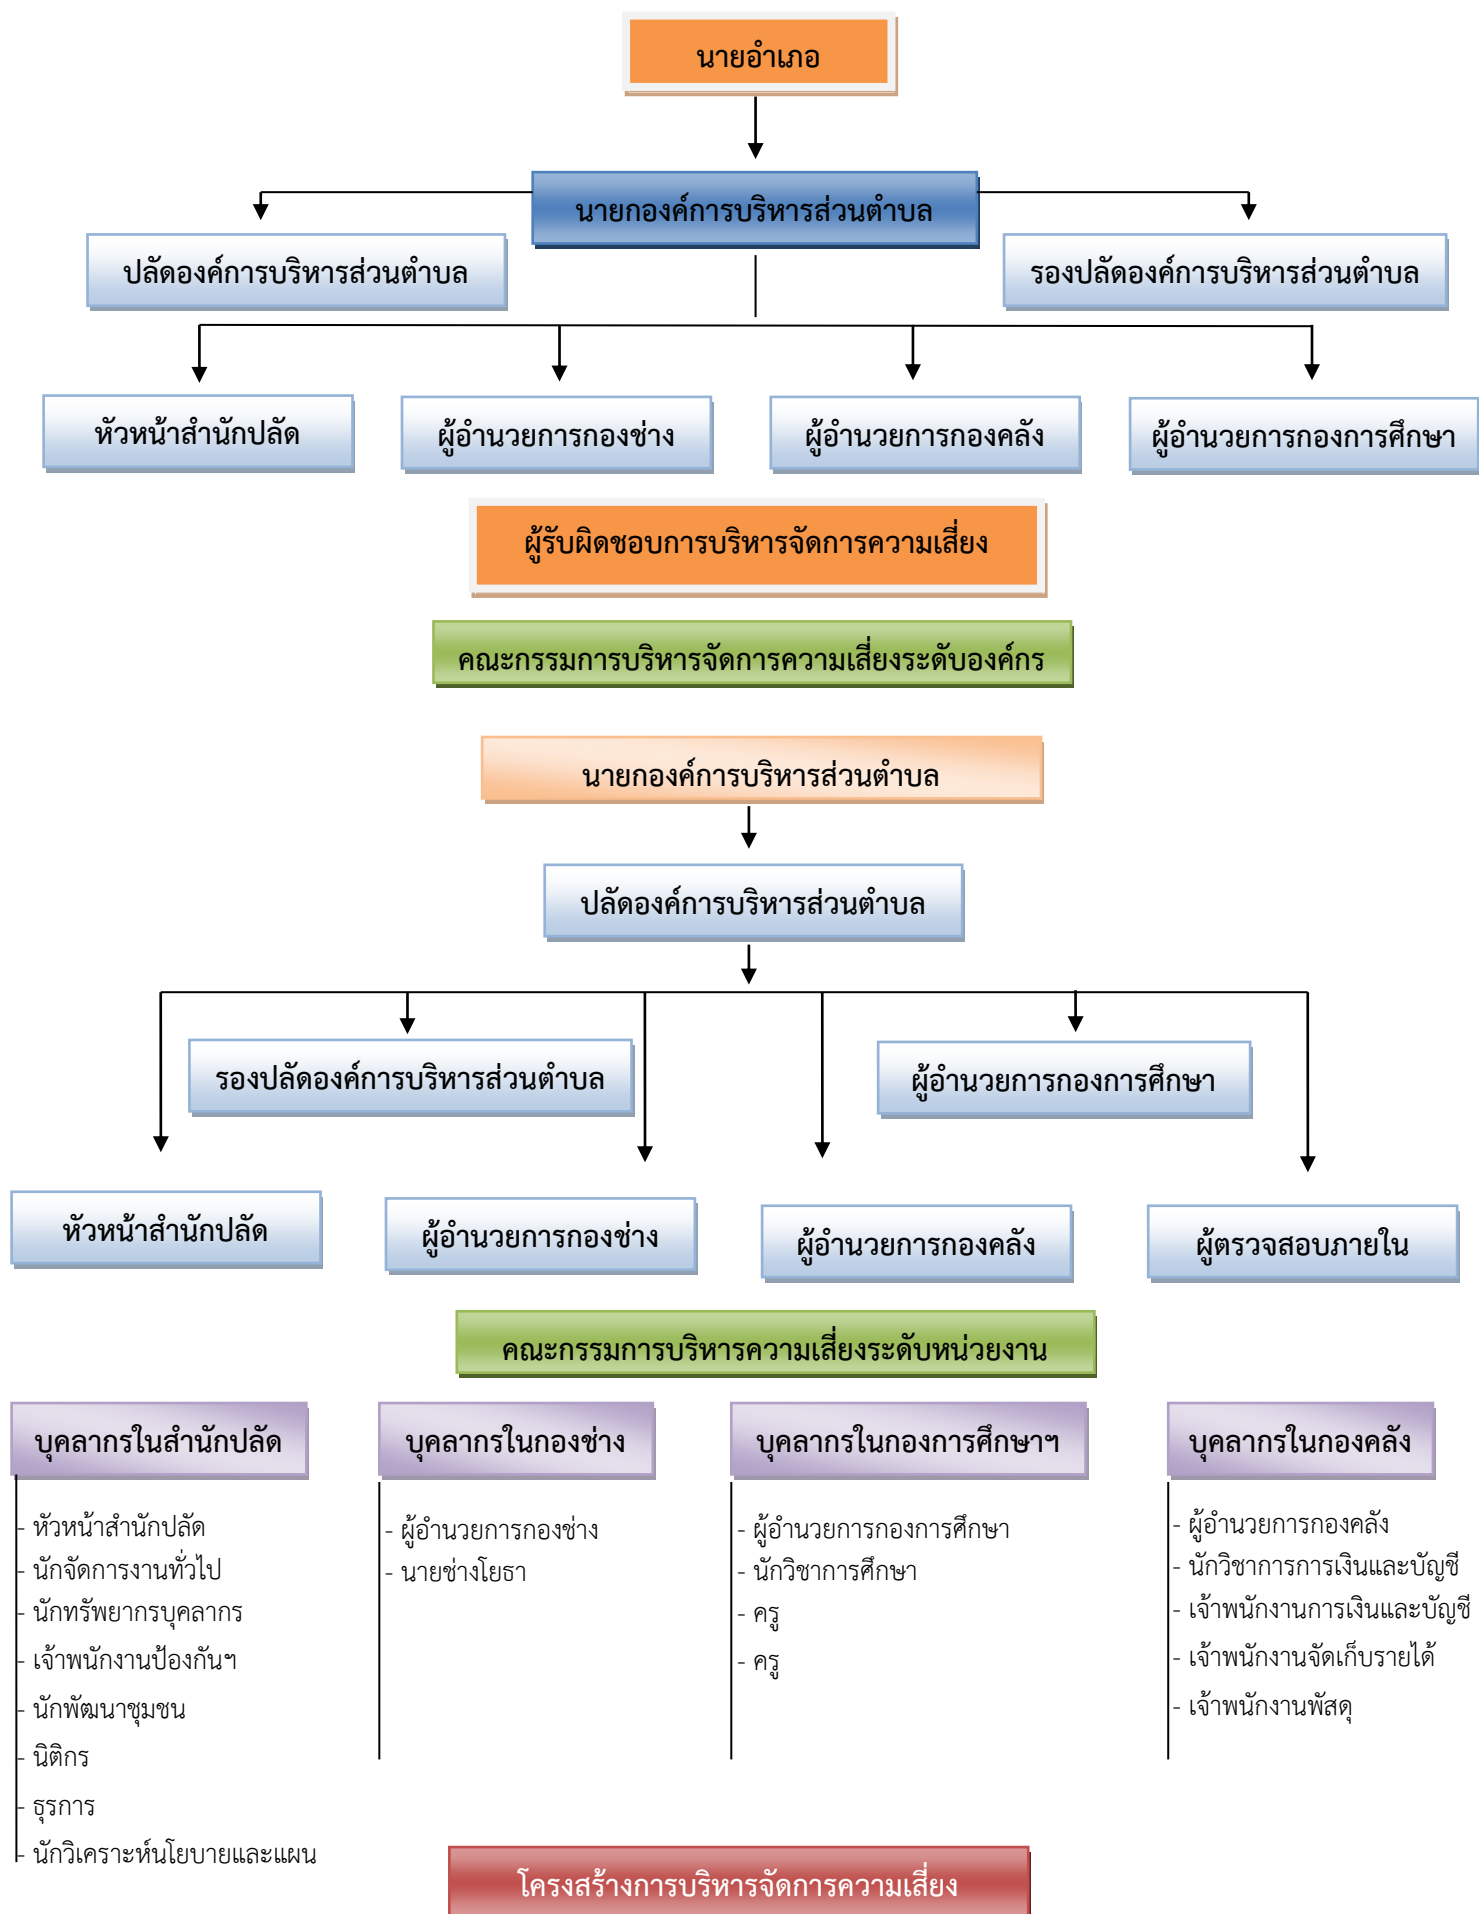 นายอำเภอ
นายกองค์การบริหารส่วนตำบล
ปลัดองค์การบริหารส่วนตำบล
รองปลัดองค์การบริหารส่วนตำบล
หัวหน้าสำนักปลัด
ผู้อำนวยการกองช่าง
ผู้อำนวยการกองคลัง
ผู้อำนวยการกองการศึกษา
ผู้รับผิดชอบการบริหารจัดการความเสี่ยง
คณะกรรมการบริหารจัดการความเสี่ยงระดับองค์กร
นายกองค์การบริหารส่วนตำบล
ปลัดองค์การบริหารส่วนตำบล
รองปลัดองค์การบริหารส่วนตำบล
ผู้อำนวยการกองการศึกษา
หัวหน้าสำนักปลัด
ผู้อำนวยการกองช่าง
ผู้อำนวยการกองคลัง
ผู้ตรวจสอบภายใน
คณะกรรมการบริหารความเสี่ยงระดับหน่วยงาน
บุคลากรในสำนักปลัด
- หัวหน้าสำนักปลัด
- นักจัดการงานทั่วไป
- นักทรัพยากรบุคลากร
- เจ้าพนักงานป้องกันฯ
- นักพัฒนาชุมชน
- นิติกร
- ธุรการ
- นักวิเคราะห์นโยบายและแผน
บุคลากรในกองช่าง
- ผู้อำนวยการกองช่าง
- นายช่างโยธา
บุคลากรในกองการศึกษาฯ
- ผู้อำนวยการกองการศึกษา
- นักวิชาการศึกษา
- ครู
- ครู
บุคลากรในกองคลัง
- ผู้อำนวยการกองคลัง
- นักวิชาการการเงินและบัญชี
- เจ้าพนักงานการเงินและบัญชี
- เจ้าพนักงานจัดเก็บรายได้
- เจ้าพนักงานพัสดุ
โครงสร้างการบริหารจัดการความเสี่ยง